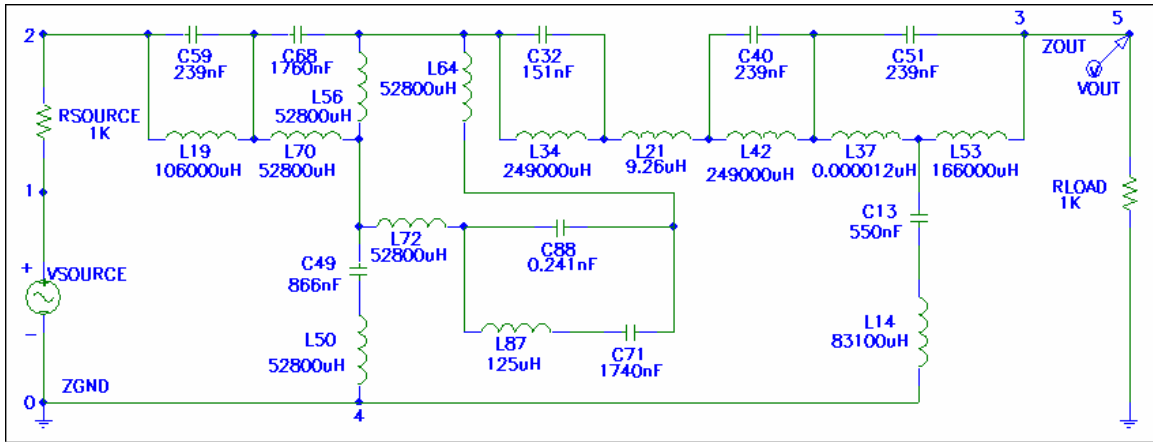 2
C59
239nF
C68
1760nF
L56
52800uH
L64
52800uH
C32
151nF
C40
239nF
C51
239nF
3
5
ZOUT
V
VOUT
RSOURCE
1K
L19
106000uH
L70
52800uH
L34
249000uH
L21
9.26uH
L42
249000uH
L37
0.000012uH
L53
166000uH
RLOAD
1K
1
L72
52800uH
C88
0.241nF
C13
550nF
+
VSOURCE
-
C49
866nF
L50
52800uH
L87
125uH
C71
1740nF
L14
83100uH
ZGND
0
4